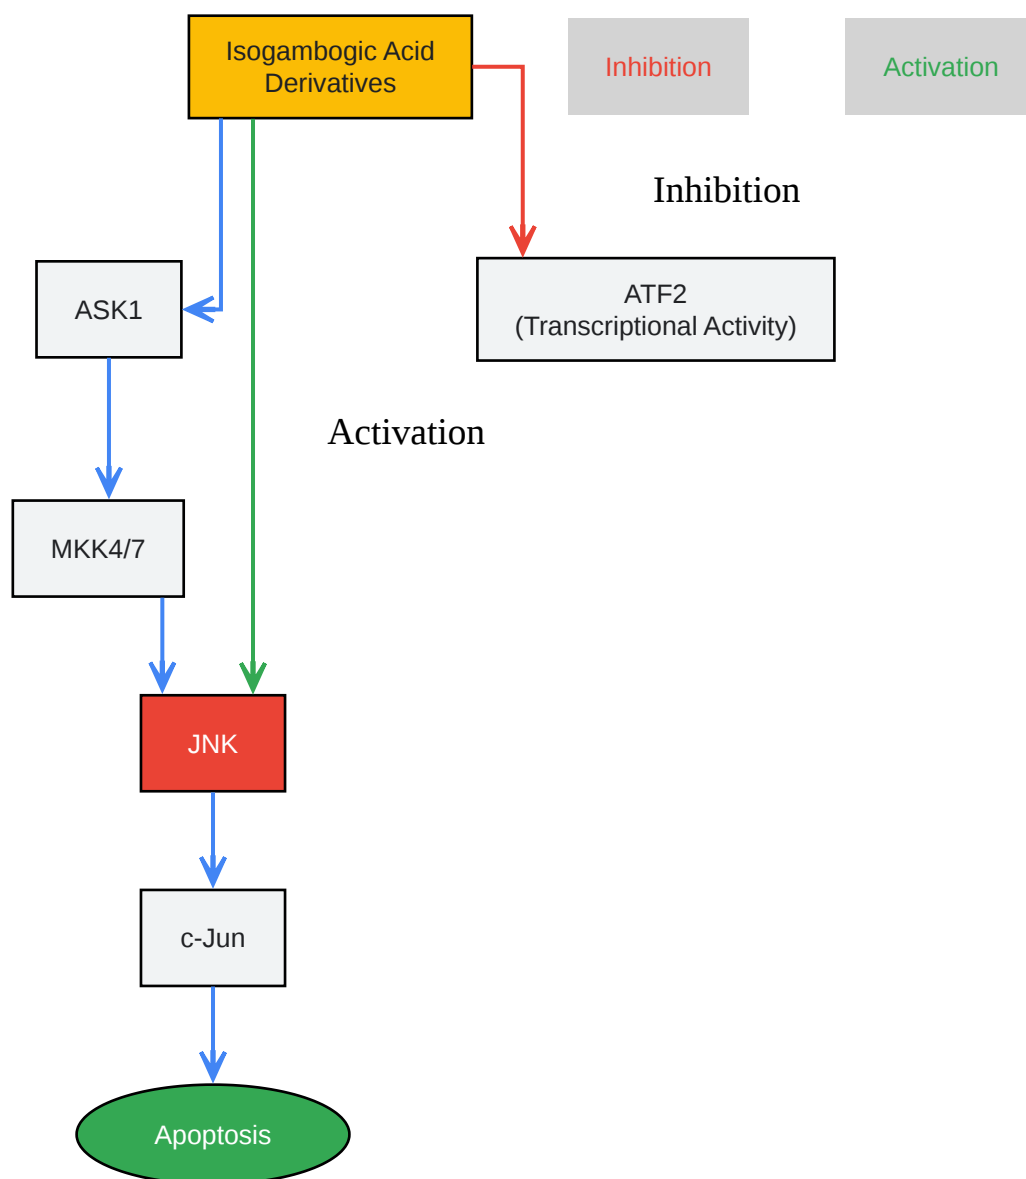 Isogambogic Acid
Derivatives
Inhibition
Activation
Inhibition
ASK1
ATF2
(Transcriptional Activity)
Activation
MKK4/7
JNK
c-Jun
Apoptosis